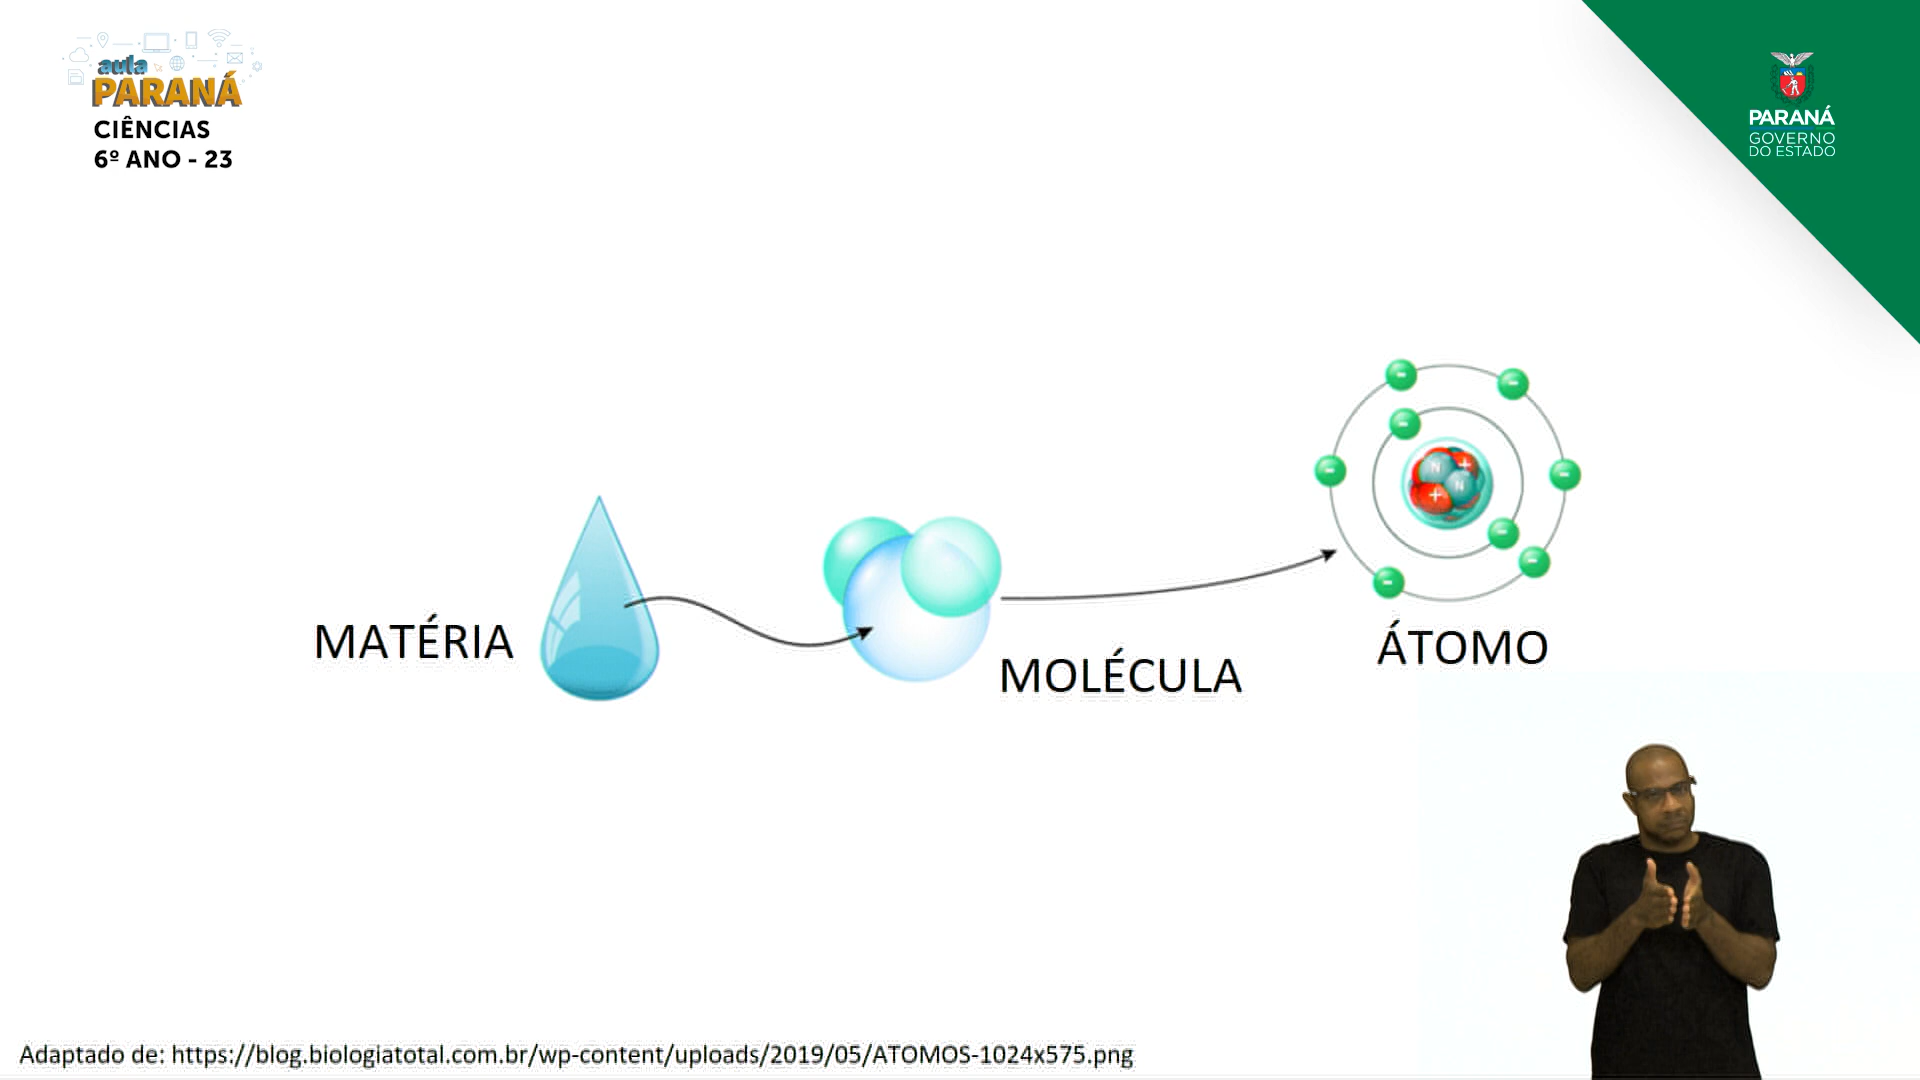 aula
PARANÁ
CIÊNCIAS
6º ANO - 23
PARANÁ
GOVERNO
DO ESTADO
MATÉRIA
MOLÉCULA
ÁTOMO
N
N
Adaptado de: https://blog.biologiatotal.com.br/wp-content/uploads/2019/05/ATOMOS-1024x575.png